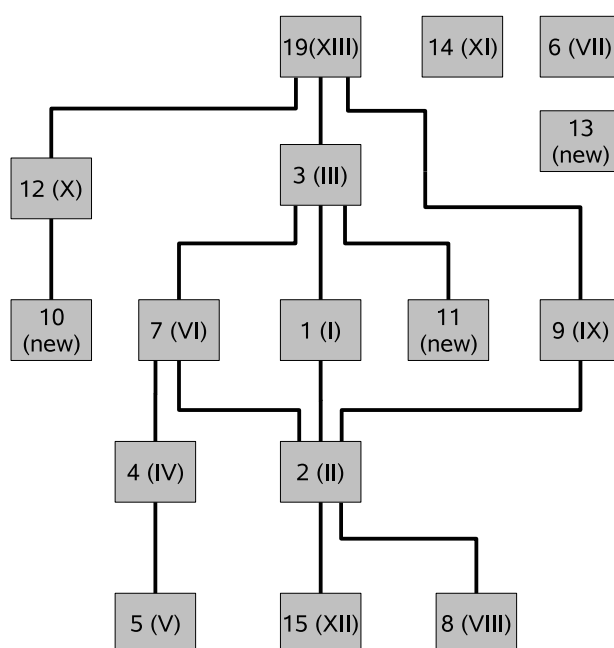 19(XIII)
14 (XI)
6 (VII)
13
(new)
12 (X)
3 (III)
10
(new)
7 (VI)
1 (I)
11
(new)
9 (IX)
4 (IV)
2 (II)
5 (V)
15 (XII)
8 (VIII)